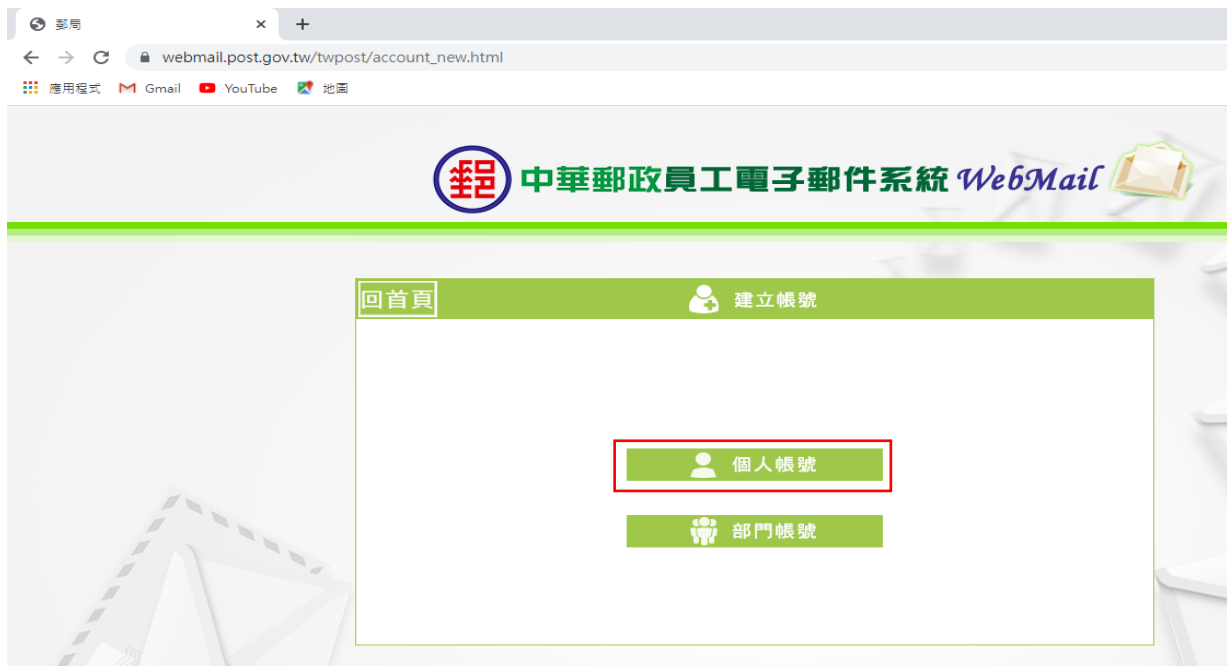 郵局
webmail.post.gov.tw/twpost/account_new.html
應用程式 Gmail YouTube 地圖
中華郵政員工電子郵件系統 WebMail
回首頁 建立帳號
個人帳號
部門帳號